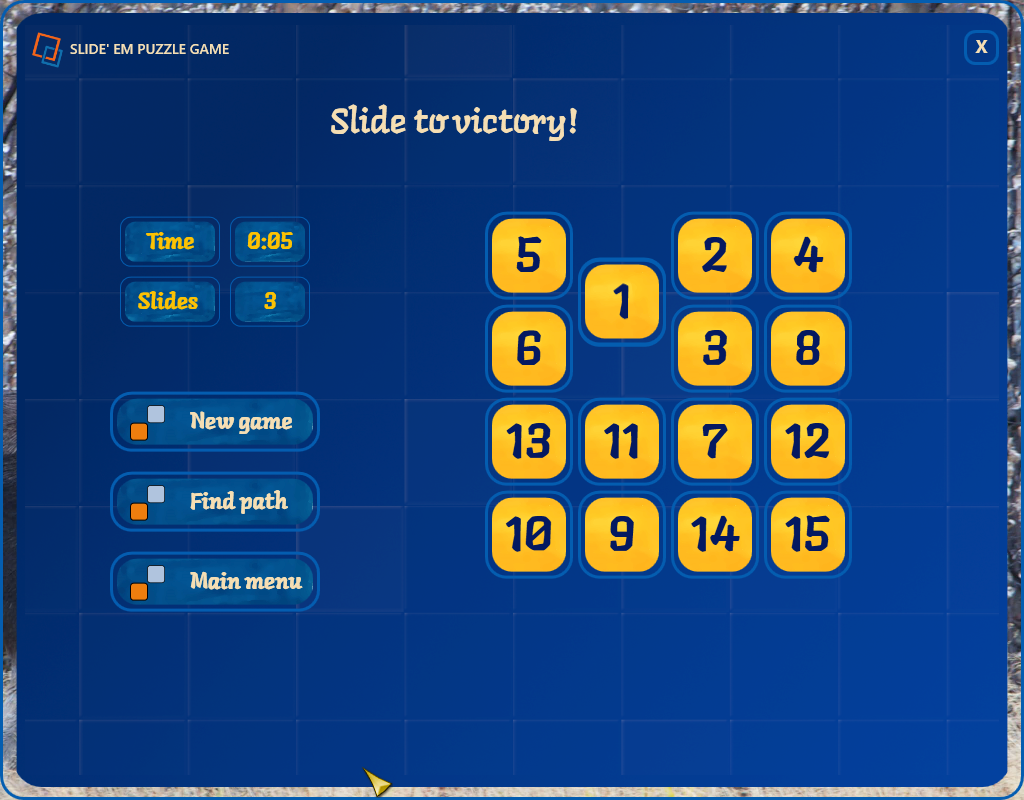 SLIDE' EM PUZZLE GAME
X
Slide to victory!
Time 0:05
Slides 3
New game
Find path
Main menu
5 2 4
1
6 3 8
13 11 7 12
10 9 14 15